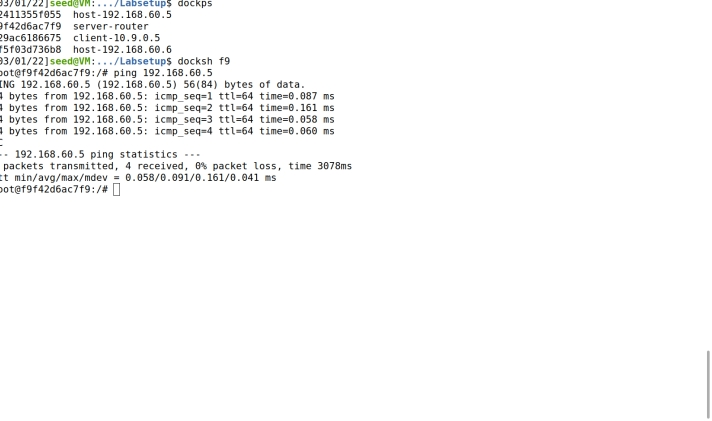 03/01/22]seed@VM:.../Labsetup$ dockps
2411355f055  host-192.168.60.5
9f42d6ac7f9  server-router
29ac6186675  client-10.9.0.5
f5f03d736b8  host-192.168.60.6
03/01/22]seed@VM:.../Labsetup$ docksh f9
oot@f9f42d6ac7f9:/# ping 192.168.60.5
ING 192.168.60.5 (192.168.60.5) 56(84) bytes of data.
4 bytes from 192.168.60.5: icmp_seq=1 ttl=64 time=0.087 ms
4 bytes from 192.168.60.5: icmp_seq=2 ttl=64 time=0.161 ms
4 bytes from 192.168.60.5: icmp_seq=3 ttl=64 time=0.058 ms
4 bytes from 192.168.60.5: icmp_seq=4 ttl=64 time=0.060 ms
C
-- 192.168.60.5 ping statistics ---
packets transmitted, 4 received, 0% packet loss, time 3078ms
tt min/avg/max/mdev = 0.058/0.091/0.161/0.041 ms
oot@f9f42d6ac7f9:/#